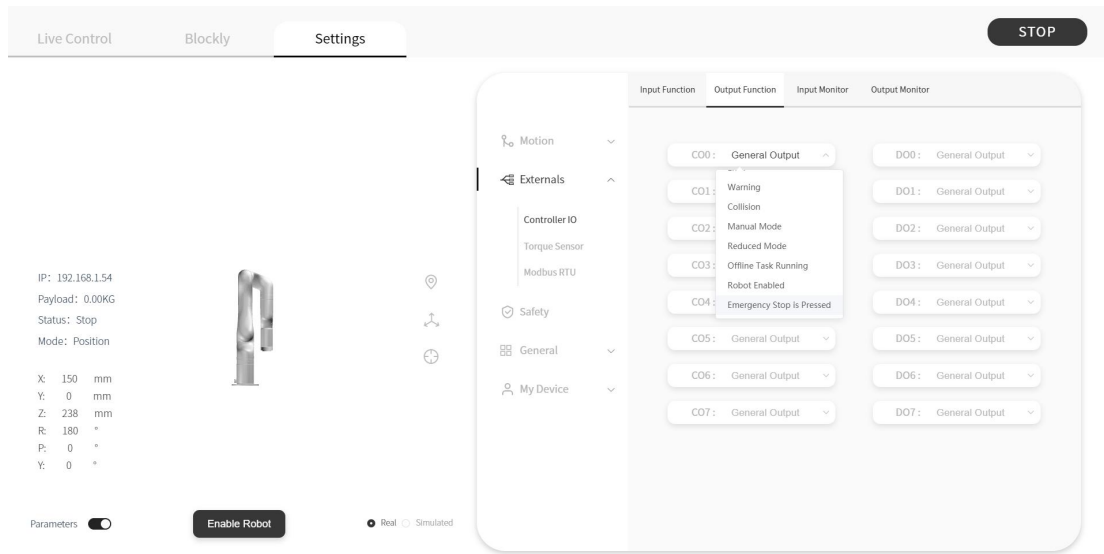 Live Control Blockly Settings STOP
Input Function Output Function Input Monitor Output Monitor
Motion
Externals
Controller IO
Torque Sensor
Modbus RTU
Safety
General
My Device
CO0 : General Output
CO1 :
CO2 :
CO3 :
CO4 :
CO5 : General Output
CO6 : General Output
CO7 : General Output
Warning
Collision
Manual Mode
Reduced Mode
Offline Task Running
Robot Enabled
Emergency Stop is Pressed
DO0 : General Output
DO1 : General Output
DO2 : General Output
DO3 : General Output
DO4 : General Output
DO5 : General Output
DO6 : General Output
DO7 : General Output
IP: 192.168.1.54
Payload: 0.00KG
Status: Stop
Mode: Position
X: 150 mm
Y: 0 mm
Z: 238 mm
R: 180 °
P: 0 °
Y: 0 °
Parameters Enable Robot Real Simulated